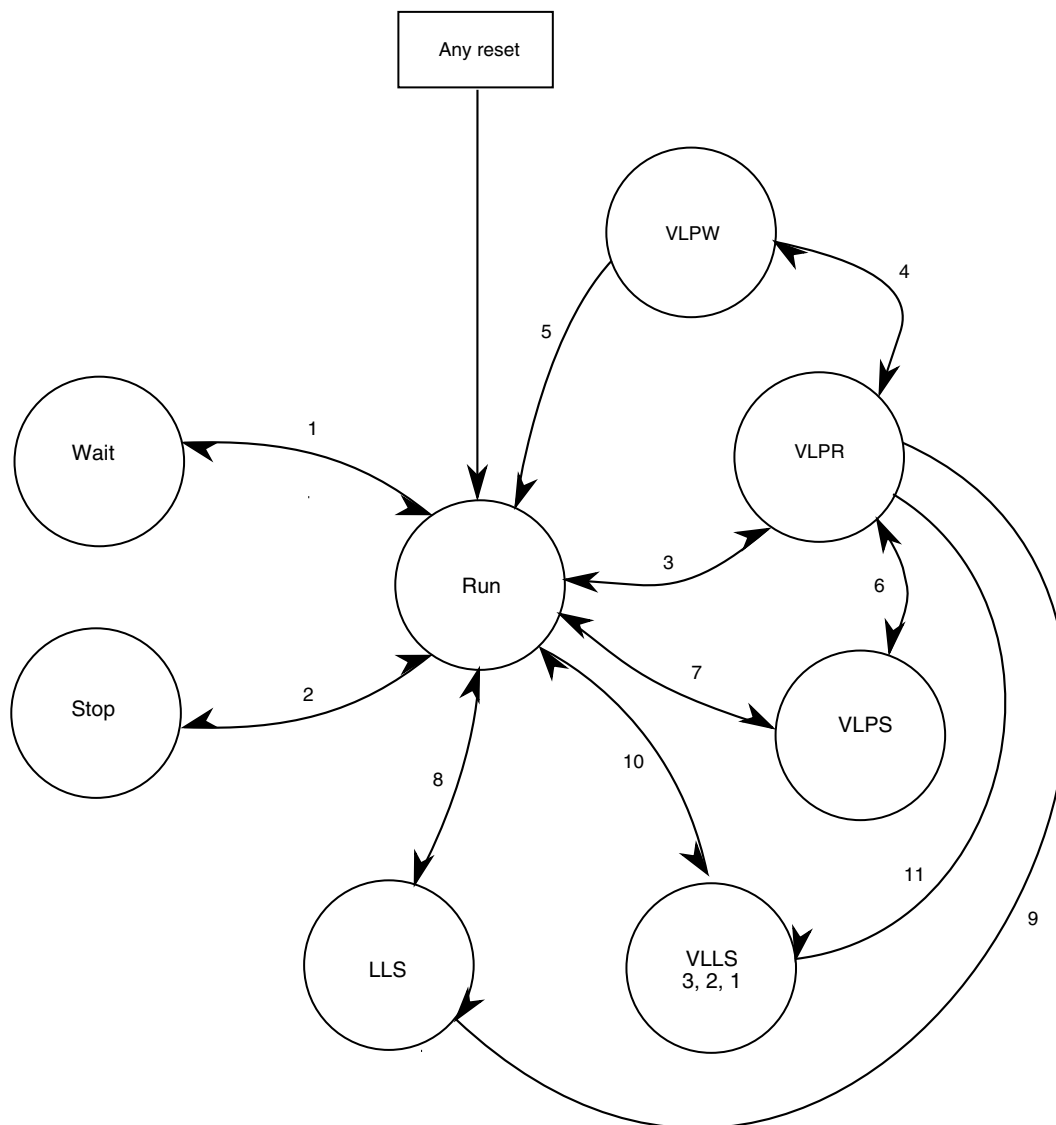 Any reset
VLPW
4
5
Wait
1
VLPR
Run
3
6
Stop
2
7
VLPS
8
10
11
9
LLS
VLLS
3, 2, 1